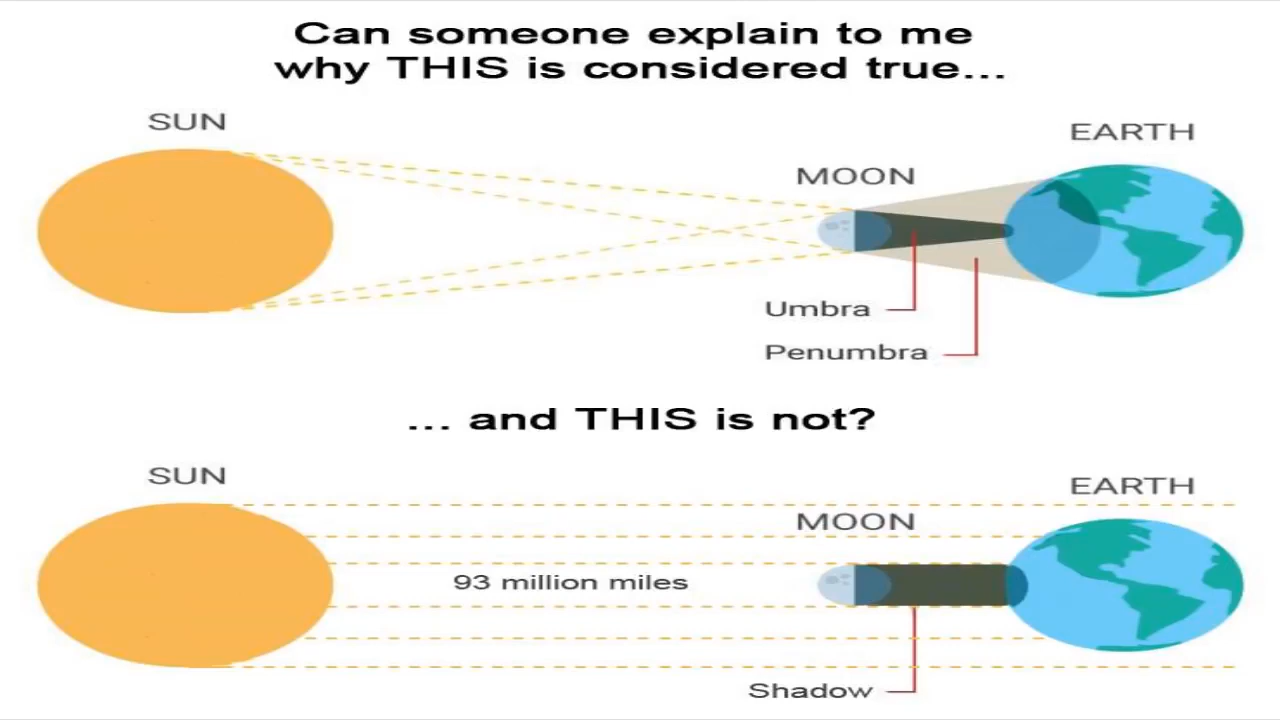 Can someone explain to me
why THIS is considered true...
SUN
EARTH
MOON
Umbra
Penumbra
... and THIS is not?
SUN
EARTH
MOON
93 million miles
Shadow